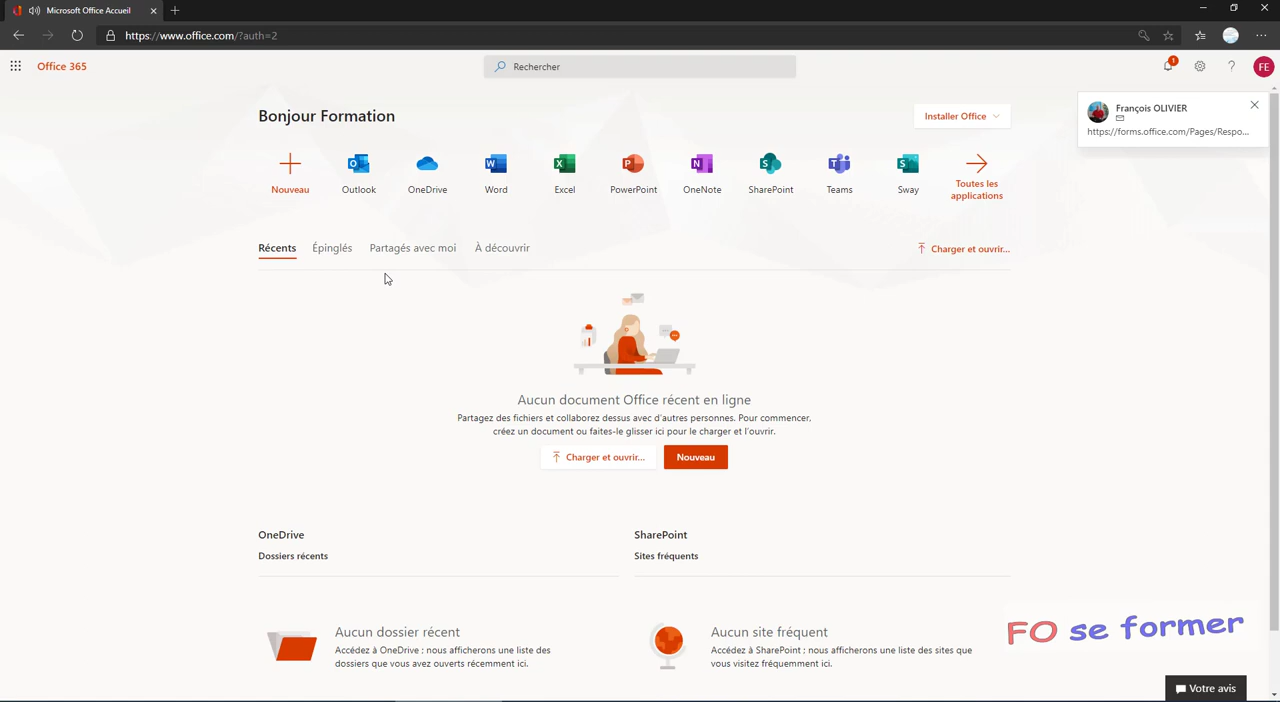 Microsoft Office Accueil
https://www.office.com/?auth=2
Office 365
Rechercher
1
FE
François OLIVIER
https://forms.office.com/Pages/Respo...
Bonjour Formation
Installer Office
Nouveau
Outlook
OneDrive
Word
Excel
PowerPoint
OneNote
SharePoint
Teams
Sway
Toutes les
applications
Récents
Épinglés
Partagés avec moi
À découvrir
Charger et ouvrir...
Aucun document Office récent en ligne
Partagez des fichiers et collaborez dessus avec d'autres personnes. Pour commencer,
créez un document ou faites-le glisser ici pour le charger et l'ouvrir.
Charger et ouvrir...
Nouveau
OneDrive
Dossiers récents
SharePoint
Sites fréquents
Aucun dossier récent
Accédez à OneDrive ; nous afficherons une liste des
dossiers que vous avez ouverts récemment ici.
Aucun site fréquent
Accédez à SharePoint ; nous afficherons une liste des sites que
vous visitez fréquemment ici.
FO se former
Votre avis